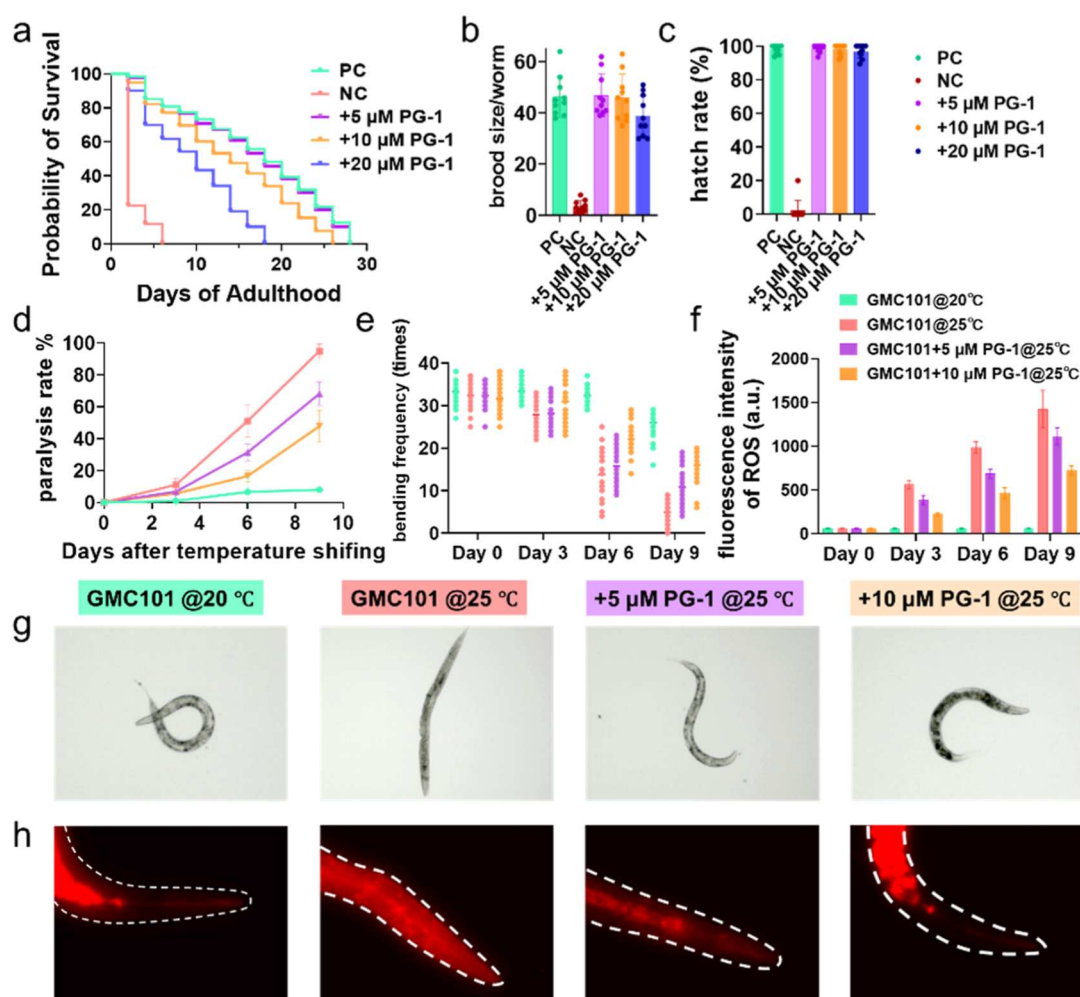 a
Probability of Survival
100
80
60
40
20
0
0
10
20
30
Days of Adulthood
PC
NC
+5 µM PG-1
+10 µM PG-1
+20 µM PG-1
b
brood size/worm
60
40
20
0
PC
NC
+5 µM PG-1
+10 µM PG-1
+20 µM PG-1
c
hatch rate (%)
100
80
60
40
20
0
PC
NC
+5 µM PG-1
+10 µM PG-1
+20 µM PG-1
PC
NC
+5 µM PG-1
+10 µM PG-1
+20 µM PG-1
d
paralysis rate %
100
80
60
40
20
0
0
2
4
6
8
10
Days after temperature shifing
e
bending frequency (times)
40
30
20
10
0
Day 0
Day 3
Day 6
Day 9
f
GMC101@20℃
GMC101@25℃
GMC101+5 µM PG-1@25℃
GMC101+10 µM PG-1@25℃
fluorescence intensity
of ROS (a.u.)
2000
1500
1000
500
0
Day 0
Day 3
Day 6
Day 9
GMC101 @20 ℃
GMC101 @25 ℃
+5 µM PG-1 @25 ℃
+10 µM PG-1 @25 ℃
g
h